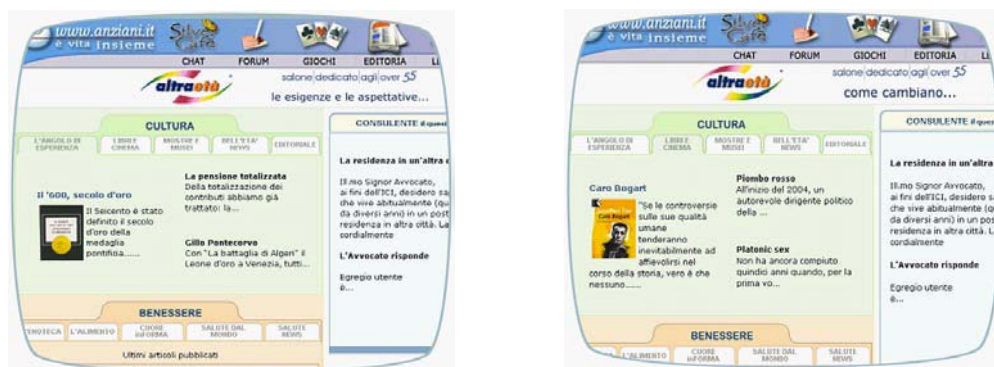 www.anziani.it
è vita insieme
Silver Cafè
CHAT FORUM GIOCHI EDITORIA
altraetà
salone dedicato agli over 55
le esigenze e le aspettative...
CULTURA
L'ANGOLO DI ESPERIENZA
LIBRI E CINEMA
MOSTRE E MUSEI
BELL'ETA' NEWS
EDITORIALE
Il '600, secolo d'oro
Il Seicento è stato
definito il secolo
d'oro della
medaglia
pontificia......
La pensione totalizzata
Della totalizzazione dei
contributi abbiamo già
trattato: la...
Gillo Pontecorvo
Con "La battaglia di Algeri" il
Leone d'oro a Venezia, tutti...
CONSULENTE il
La residenza in un'altra
Ill.mo Signor Avvocato,
ai fini dell'ICI, desidero
che vive abitualmente
da diversi anni) in un
residenza in altra città. La
cordialmente
L'Avvocato risponde
Egregio utente
è...
BENESSERE
L'ALIMENTO
CUORE inFORMA
SALUTE DAL MONDO
SALUTE NEWS
Ultimi articoli pubblicati
www.anziani.it
è vita insieme
Silver Cafè
CHAT FORUM GIOCHI EDITORIA
altraetà
salone dedicato agli over 55
come cambiano...
CULTURA
L'ANGOLO DI ESPERIENZA
LIBRI E CINEMA
MOSTRE E MUSEI
BELL'ETA' NEWS
EDITORIALE
Caro Bogart
"Se le controversie
sulle sue qualità
umane
tenderanno
inevitabilmente ad
affievolirsi nel
corso della storia, vero è che
nessuno......
Piombo rosso
All'inizio del 2004, un
autorevole dirigente politico
della ...
Platonic sex
Non ha ancora compiuto
quindici anni quando, per la
prima vo...
CONSULENTE il
La residenza in un'altra
Ill.mo Signor Avvocato,
ai fini dell'ICI, desidero
che vive abitualmente
da diversi anni) in un
residenza in altra città.
cordialmente
L'Avvocato risponde
Egregio utente
è...
BENESSERE
L'ALIMENTO
CUORE inFORMA
SALUTE DAL MONDO
SALUTE NEWS